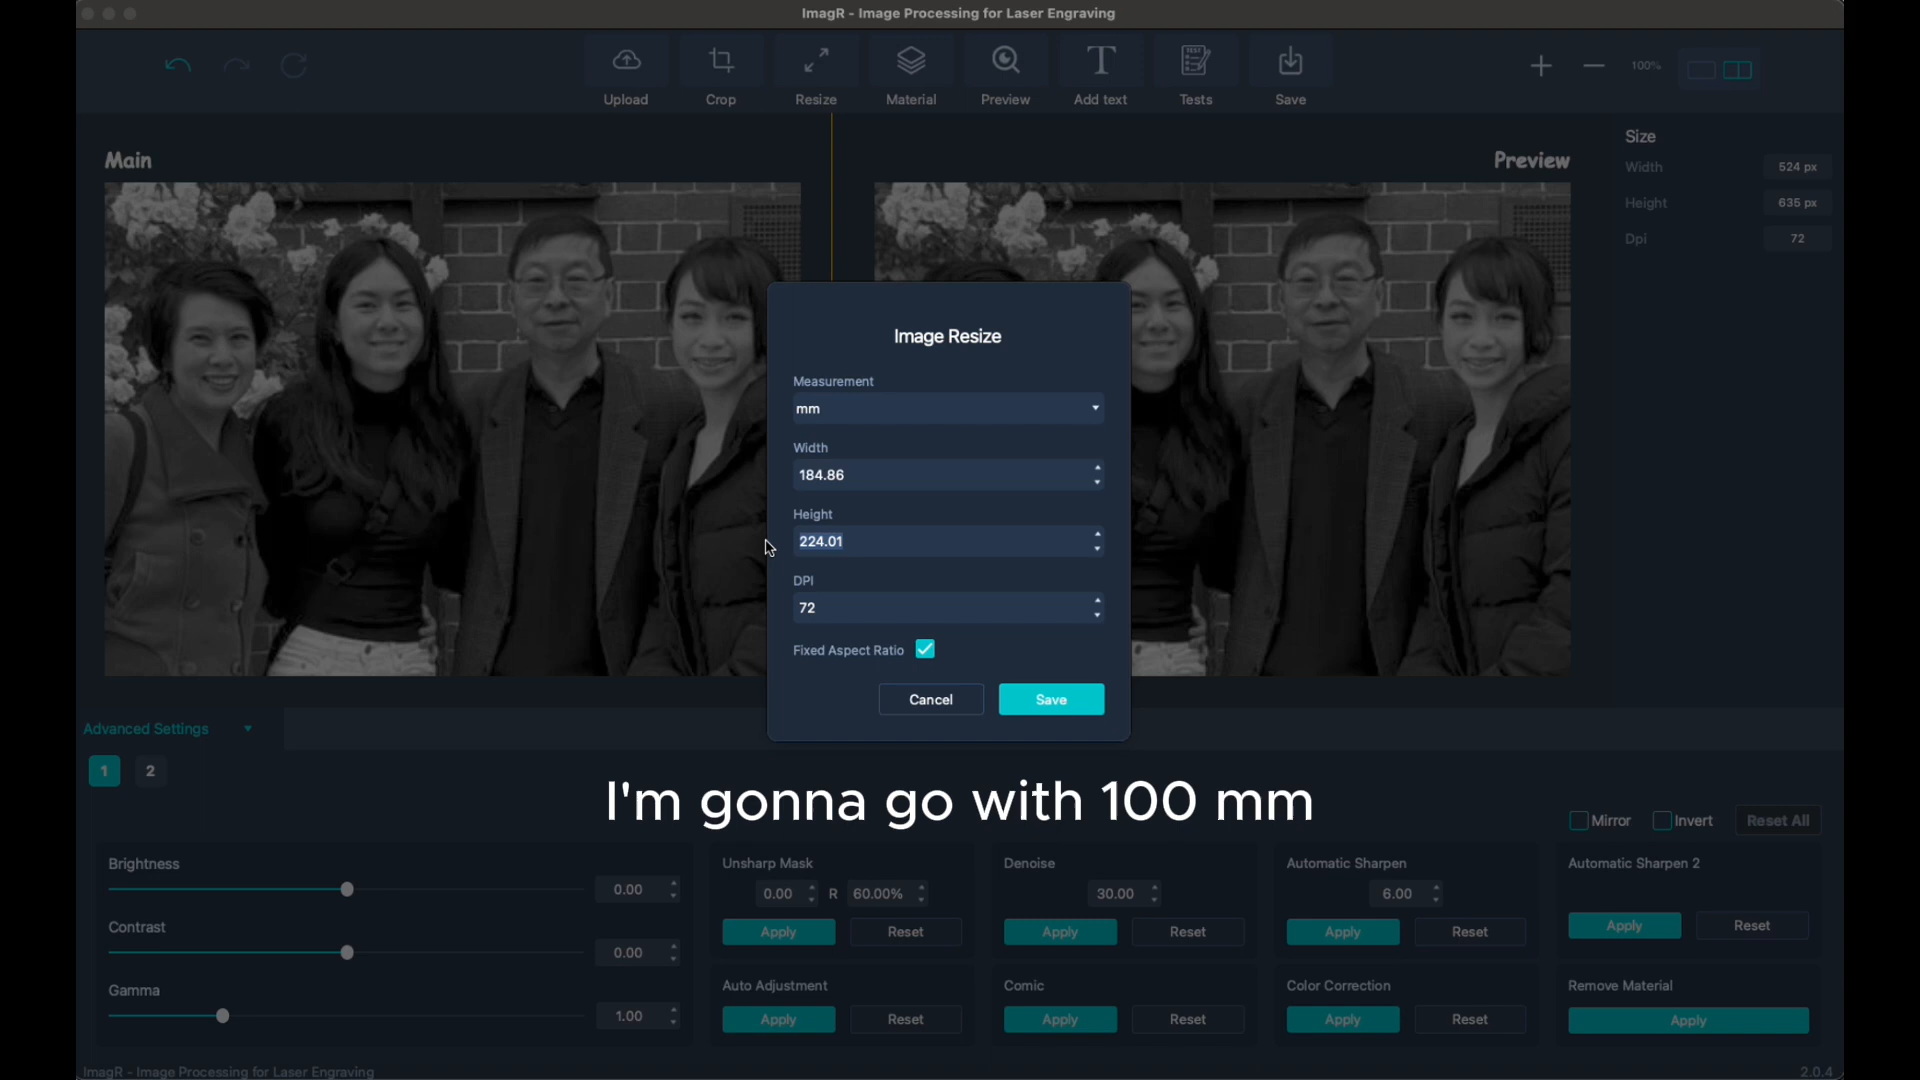 ImagR - Image Processing for Laser Engraving
Upload
Crop
Resize
Material
Preview
Add text
TEST
Tests
Save
100%
Main
Preview
Size
Width 524 px
Height 635 px
Dpi 72
Image Resize
Measurement
mm
Width
184.86
Height
224.01
DPI
72
Fixed Aspect Ratio
Cancel Save
Advanced Settings
1 2
I'm gonna go with 100 mm
Mirror Invert Reset All
Brightness
0.00
Contrast
0.00
Gamma
1.00
Unsharp Mask
0.00 R 60.00%
Apply Reset
Denoise
30.00
Apply Reset
Automatic Sharpen
6.00
Apply Reset
Automatic Sharpen 2
Apply Reset
Auto Adjustment
Apply Reset
Comic
Apply Reset
Color Correction
Apply Reset
Remove Material
Apply
ImagR - Image Processing for Laser Engraving
2.0.4